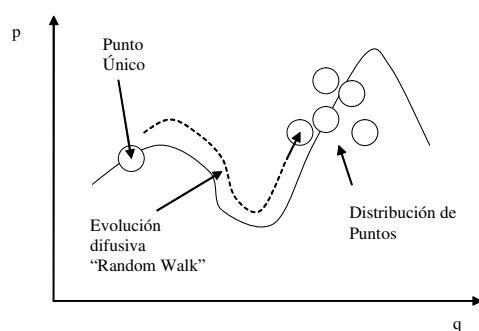 p
Punto
Único
Evolución
difusiva
“Random Walk”
Distribución de
Puntos
q